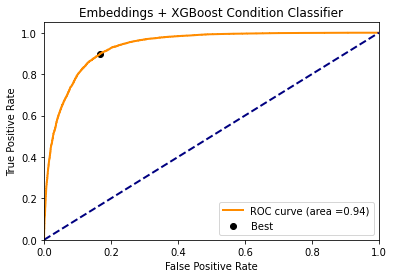 Embeddings + XGBoost Condition Classifier
True Positive Rate
1.0
0.8
0.6
0.4
0.2
0.0
ROC curve (area =0.94)
Best
0.0 0.2 0.4 0.6 0.8 1.0
False Positive Rate